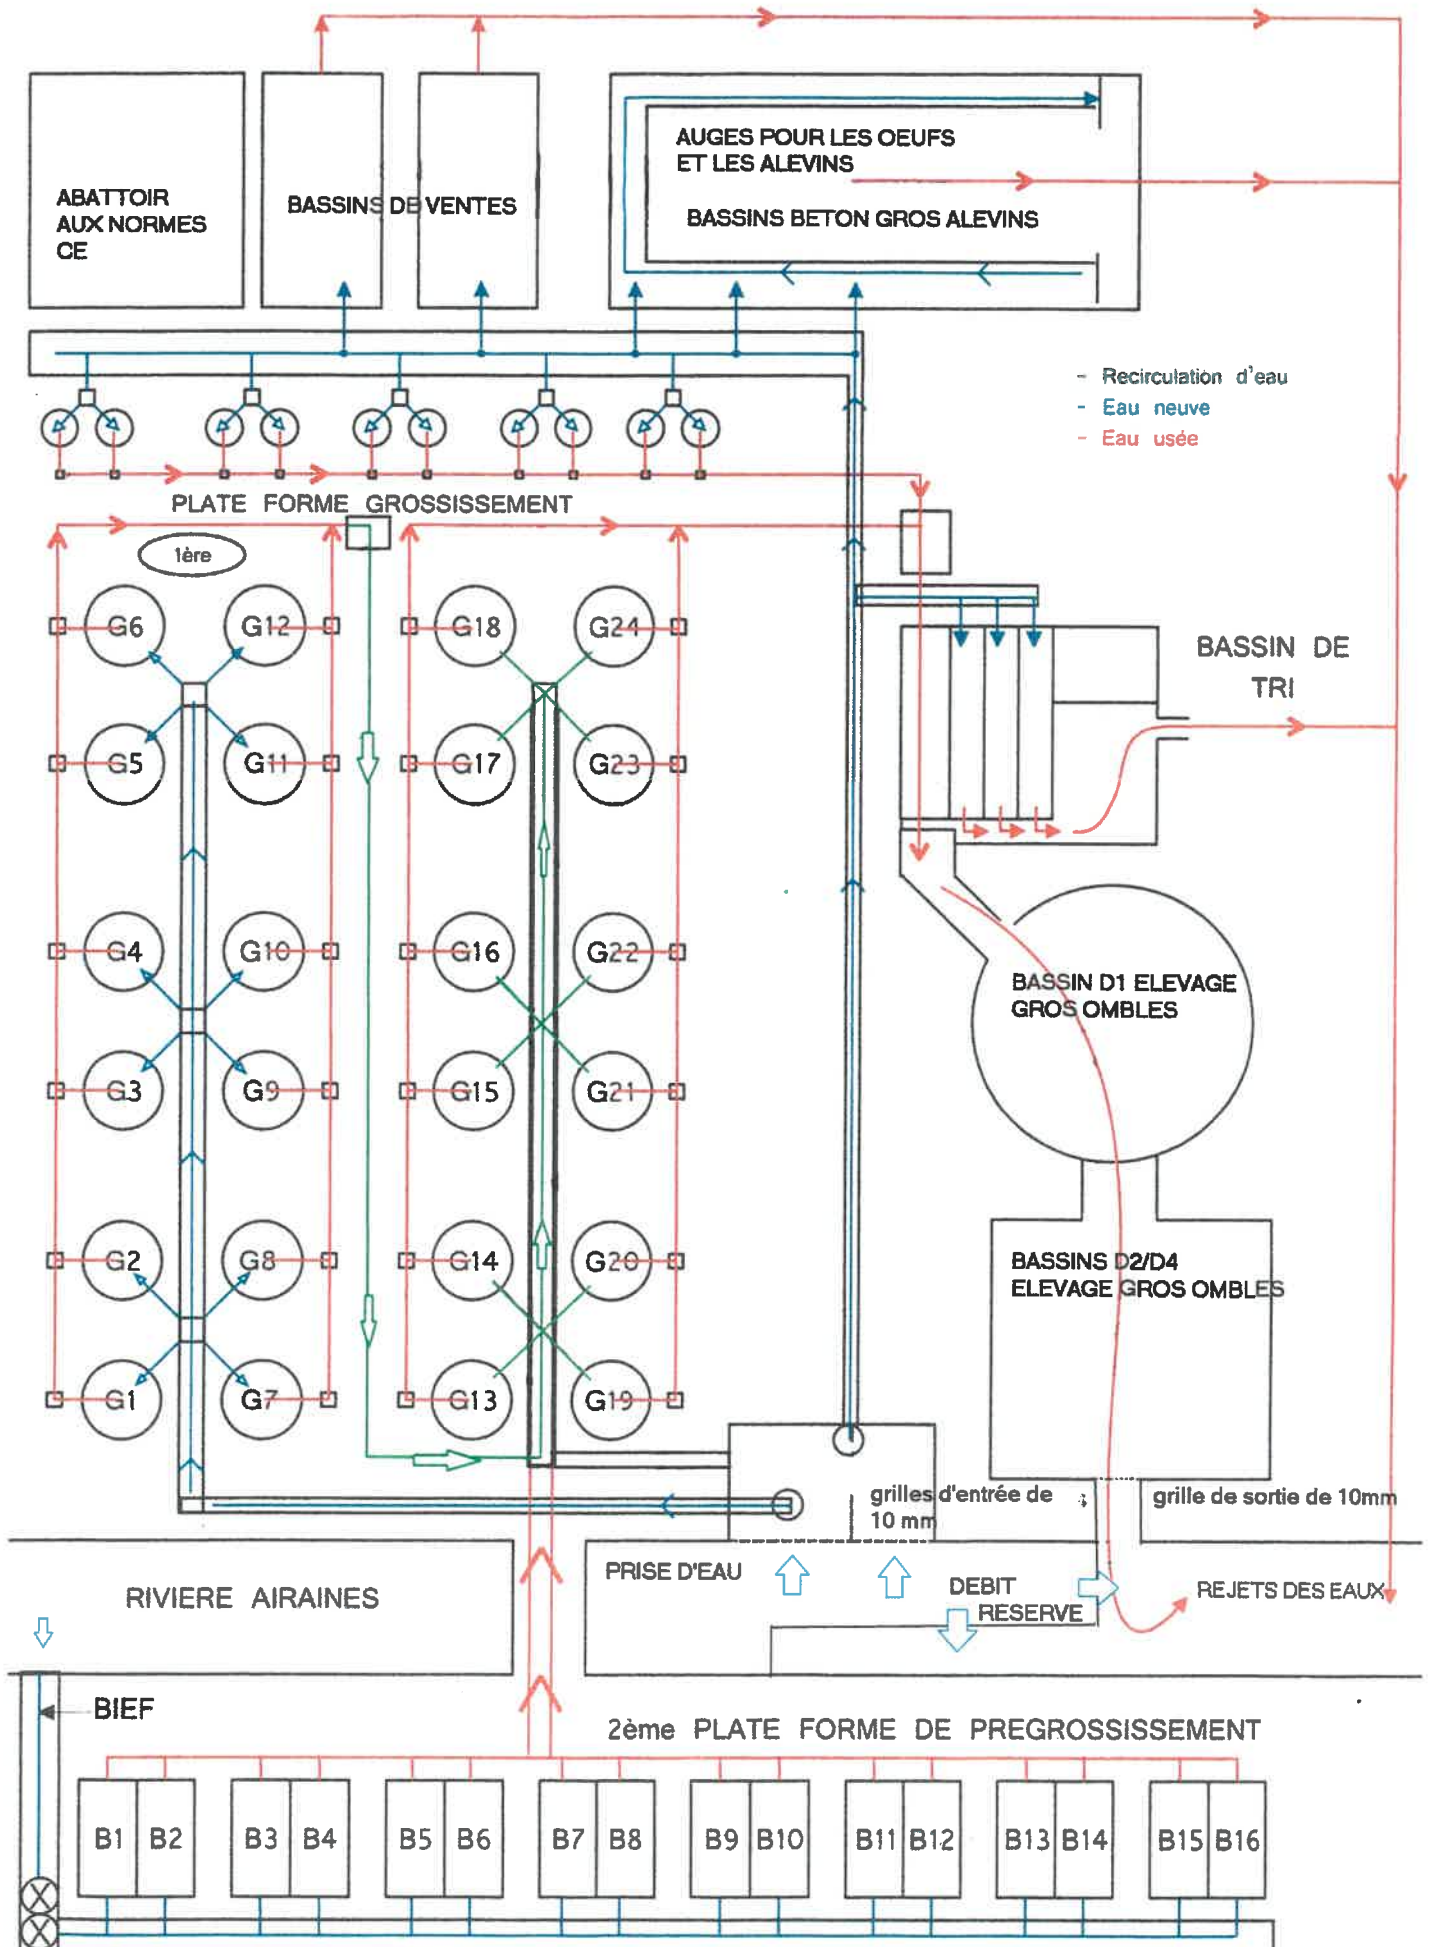 AUGES POUR LES OEUFS
ET LES ALEVINS
ABATTOIR
AUX NORMES
CE
BASSINS DE VENTES
BASSINS BETON GROS ALEVINS
- Recirculation d'eau
- Eau neuve
- Eau usée
PLATE FORME GROSSISSEMENT
1ère
G6 G12 G18 G24
BASSIN DE
TRI
G5 G11 G17 G23
G4 G10 G16 G22
BASSIN D1 ELEVAGE
GROS OMBLES
G3 G9 G15 G21
G2 G8 G14 G20
BASSINS D2/D4
ELEVAGE GROS OMBLES
G1 G7 G13 G19
grilles d'entrée de
10 mm
grille de sortie de 10mm
PRISE D'EAU
RIVIERE AIRAINES
DEBIT
RESERVE
REJETS DES EAUX
BIEF
2ème PLATE FORME DE PREGROSSISSEMENT
B1 B2 B3 B4 B5 B6 B7 B8 B9 B10 B11 B12 B13 B14 B15 B16